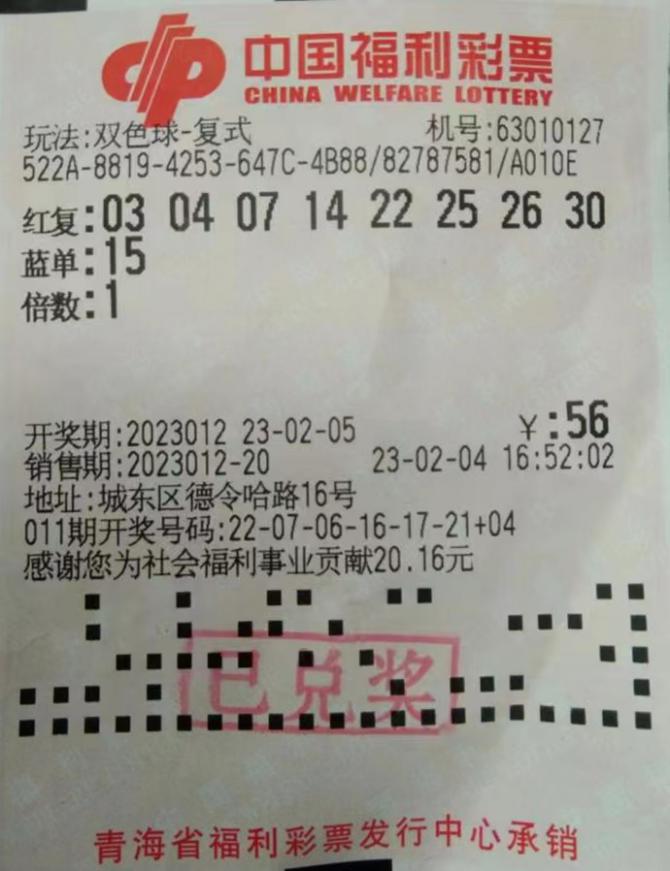 中国福利彩票
CHINA WELFARE LOTTERY
玩法:双色球-复式 机号:63010127
522A-8819-4253-647C-4B88/82787581/A010E
红复:03 04 07 14 22 25 26 30
蓝单:15
倍数:1
开奖期:2023012 23-02-05 ￥:56
销售期:2023012-20 23-02-04 16:52:02
地址:城东区德令哈路16号
011期开奖号码:22-07-06-16-17-21+04
感谢您为社会福利事业贡献20.16元
已兑奖
青海省福利彩票发行中心承销